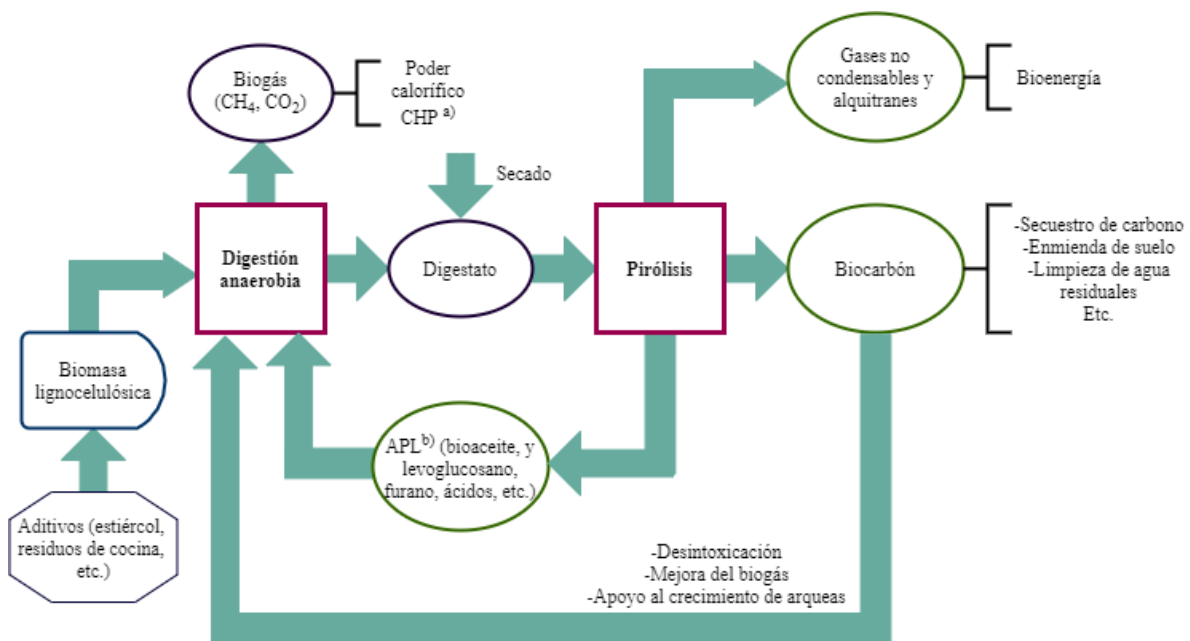 Biogás
(CH4, CO2)
Poder
calorífico
CHP a)
Gases no
condensables y
alquitranes
Bioenergía
Secado
Digestión
anaerobia
Digestato
Pirólisis
Biocarbón
-Secuestro de carbono
-Enmienda de suelo
-Limpieza de agua
residuales
Etc.
Biomasa
lignocelulósica
APLb) (bioaceite, y
levoglucosano,
furano, ácidos, etc.)
Aditivos (estiércol,
residuos de cocina,
etc.)
-Desintoxicación
-Mejora del biogás
-Apoyo al crecimiento de arqueas